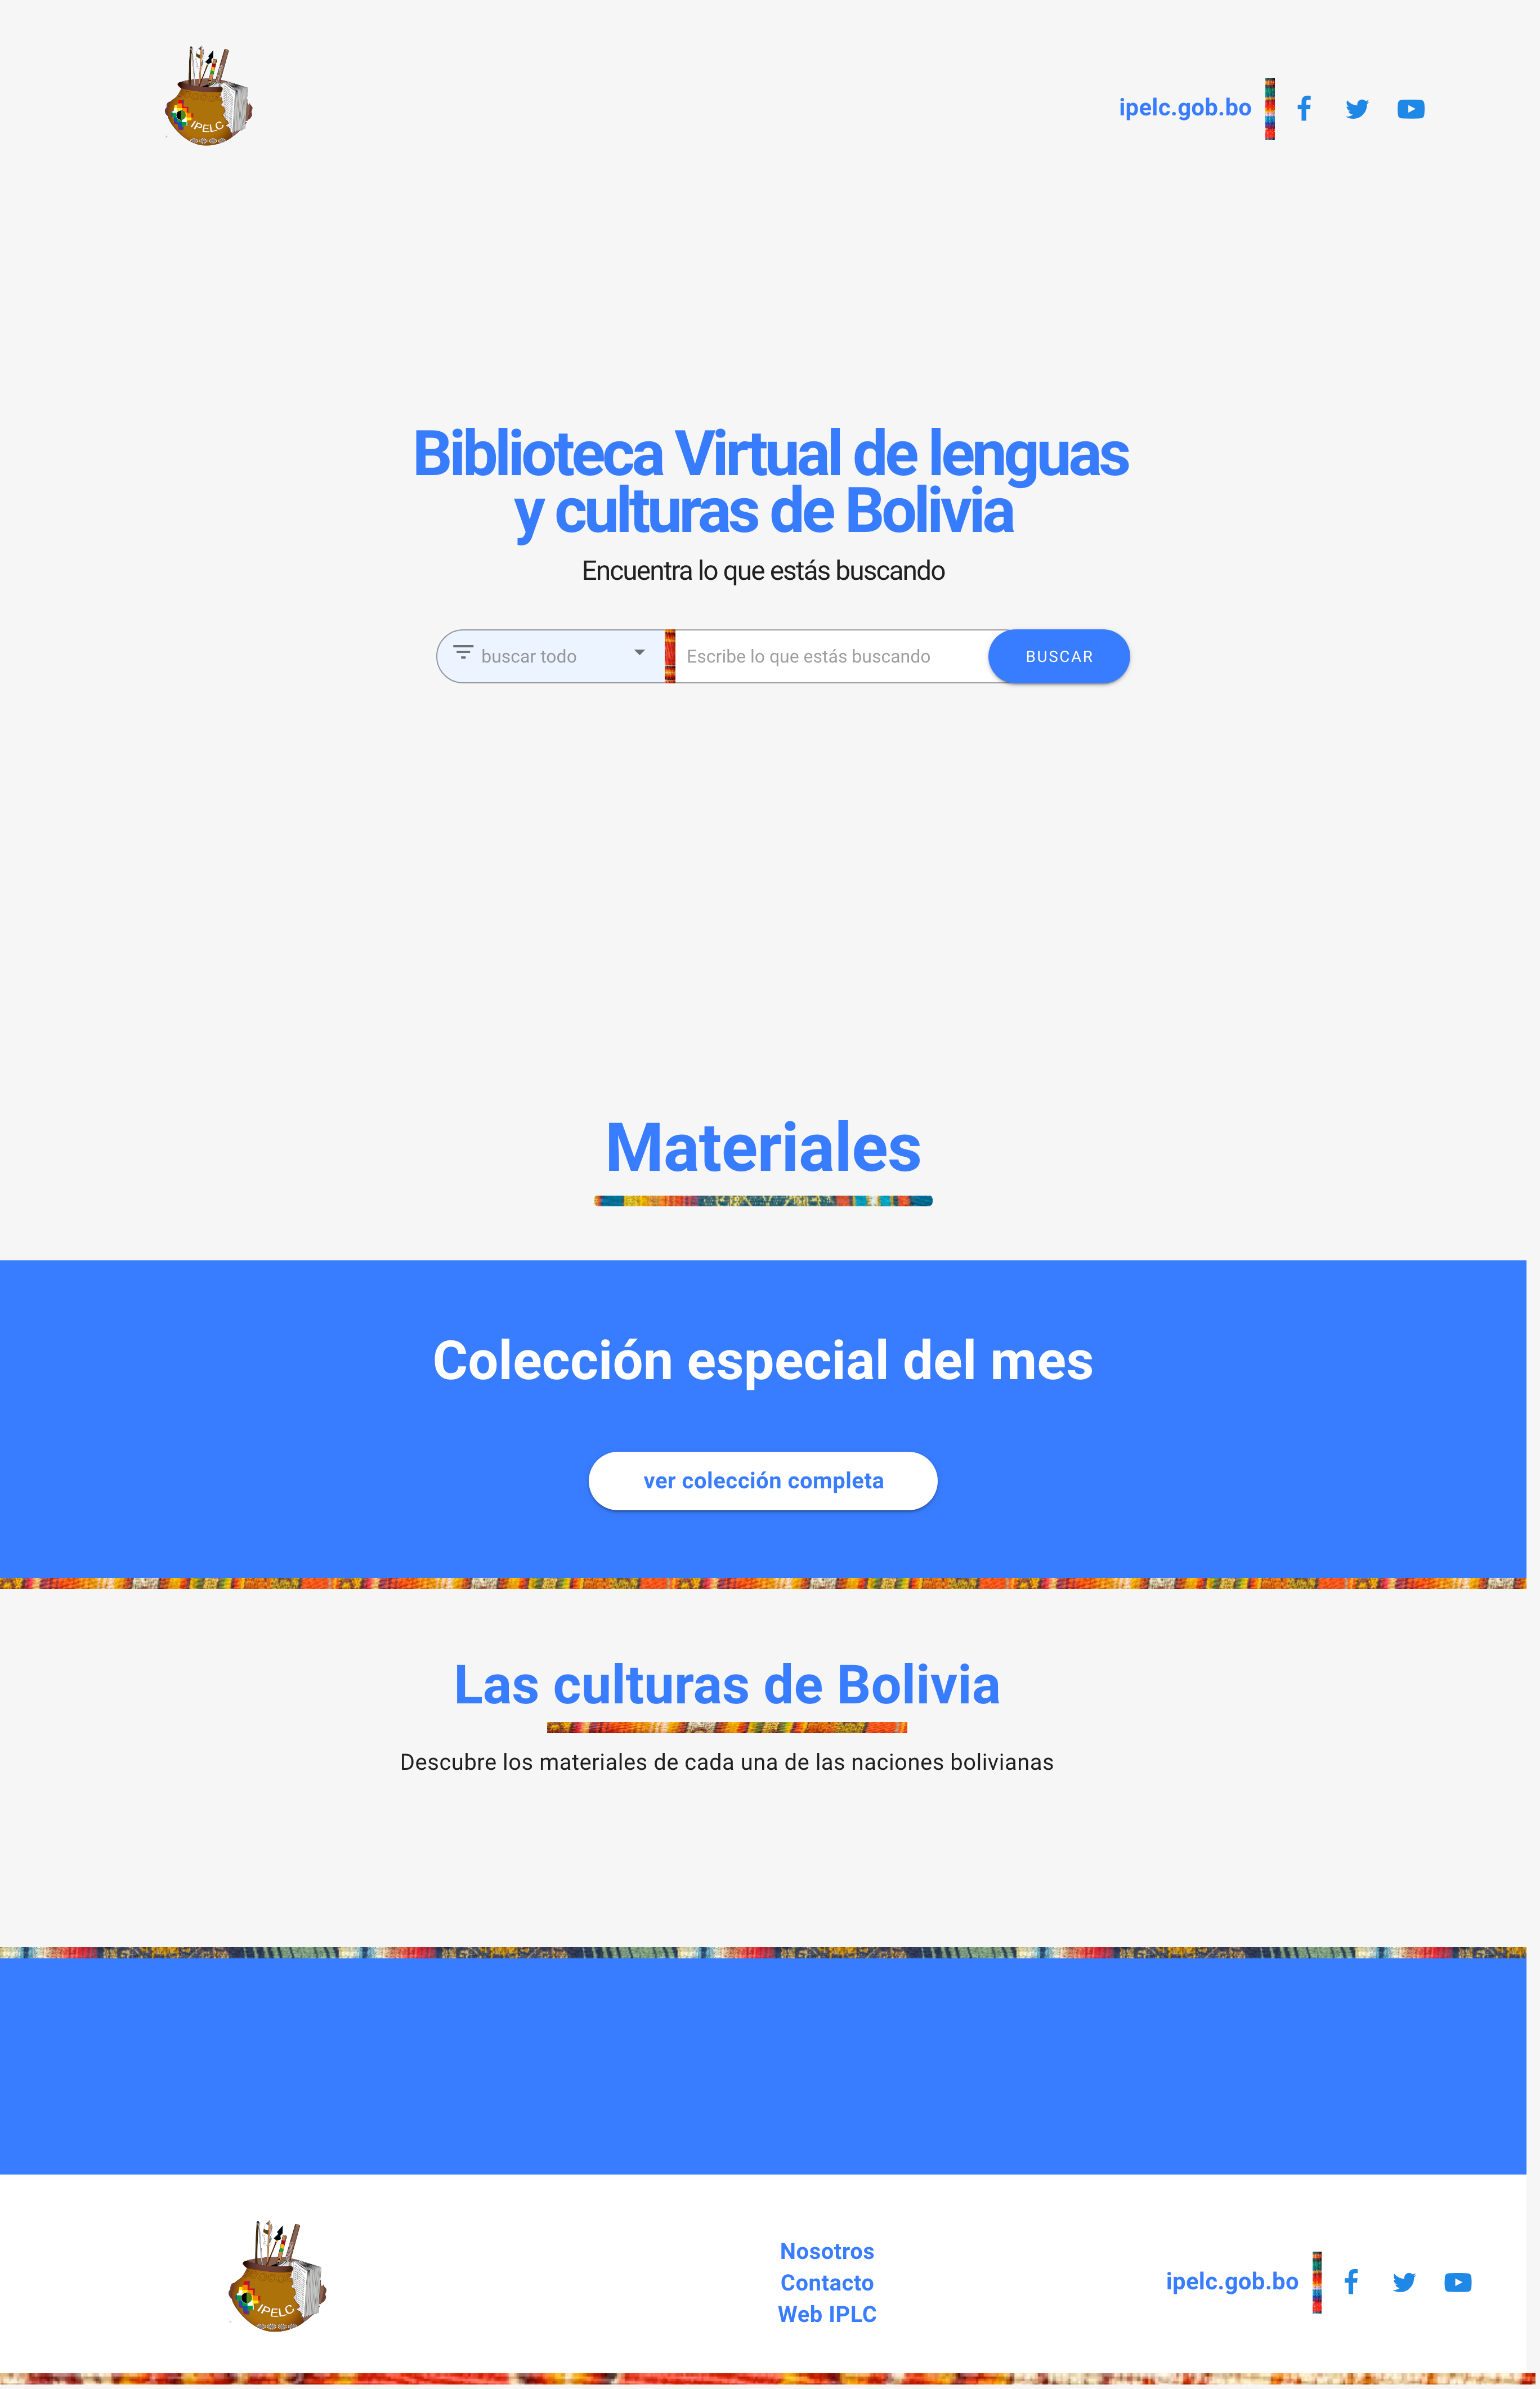 IPELC
ipelc.gob.bo
Biblioteca Virtual de lenguas
y culturas de Bolivia
Encuentra lo que estás buscando
buscar todo
Escribe lo que estás buscando
BUSCAR
Materiales
Colección especial del mes
ver colección completa
Las culturas de Bolivia
Descubre los materiales de cada una de las naciones bolivianas
IPELC
Nosotros
Contacto
Web IPLC
ipelc.gob.bo